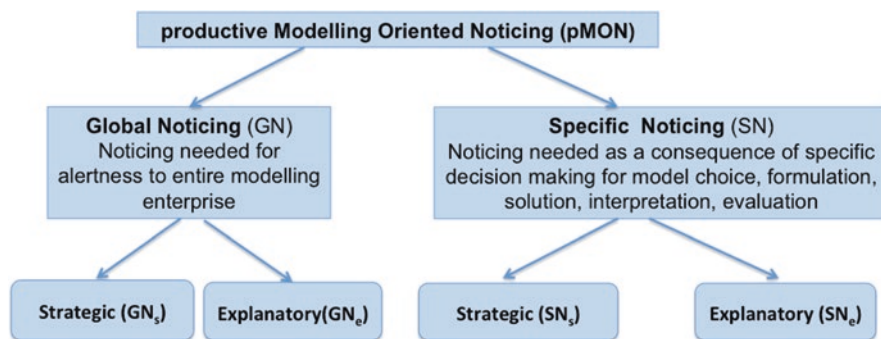 productive Modelling Oriented Noticing (pMON)
Global Noticing (GN)
Noticing needed for
alertness to entire modelling
enterprise
Specific Noticing (SN)
Noticing needed as a consequence of specific
decision making for model choice, formulation,
solution, interpretation, evaluation
Strategic (GNs)
Explanatory(GNe)
Strategic (SNs)
Explanatory (SNe)